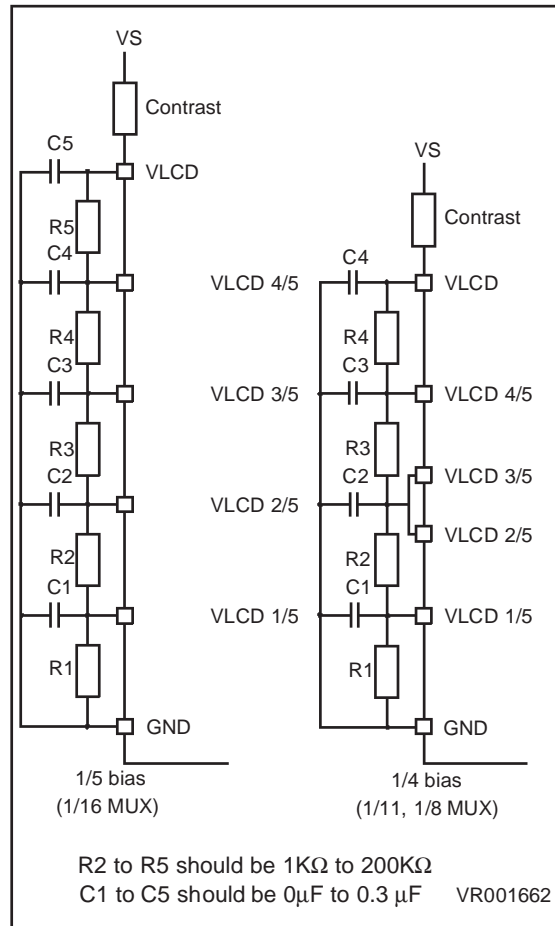 VS
Contrast
C5
VLCD
R5
C4
VLCD 4/5
R4
C3
VLCD 3/5
R3
C2
VLCD 2/5
R2
C1
VLCD 1/5
R1
GND
1/5 bias
(1/16 MUX)
VS
Contrast
C4
VLCD
R4
C3
VLCD 4/5
R3
VLCD 3/5
C2
VLCD 2/5
R2
C1
VLCD 1/5
R1
GND
1/4 bias
(1/11, 1/8 MUX)
R2 to R5 should be 1KΩ to 200KΩ
C1 to C5 should be 0µF to 0.3 µF
VR001662